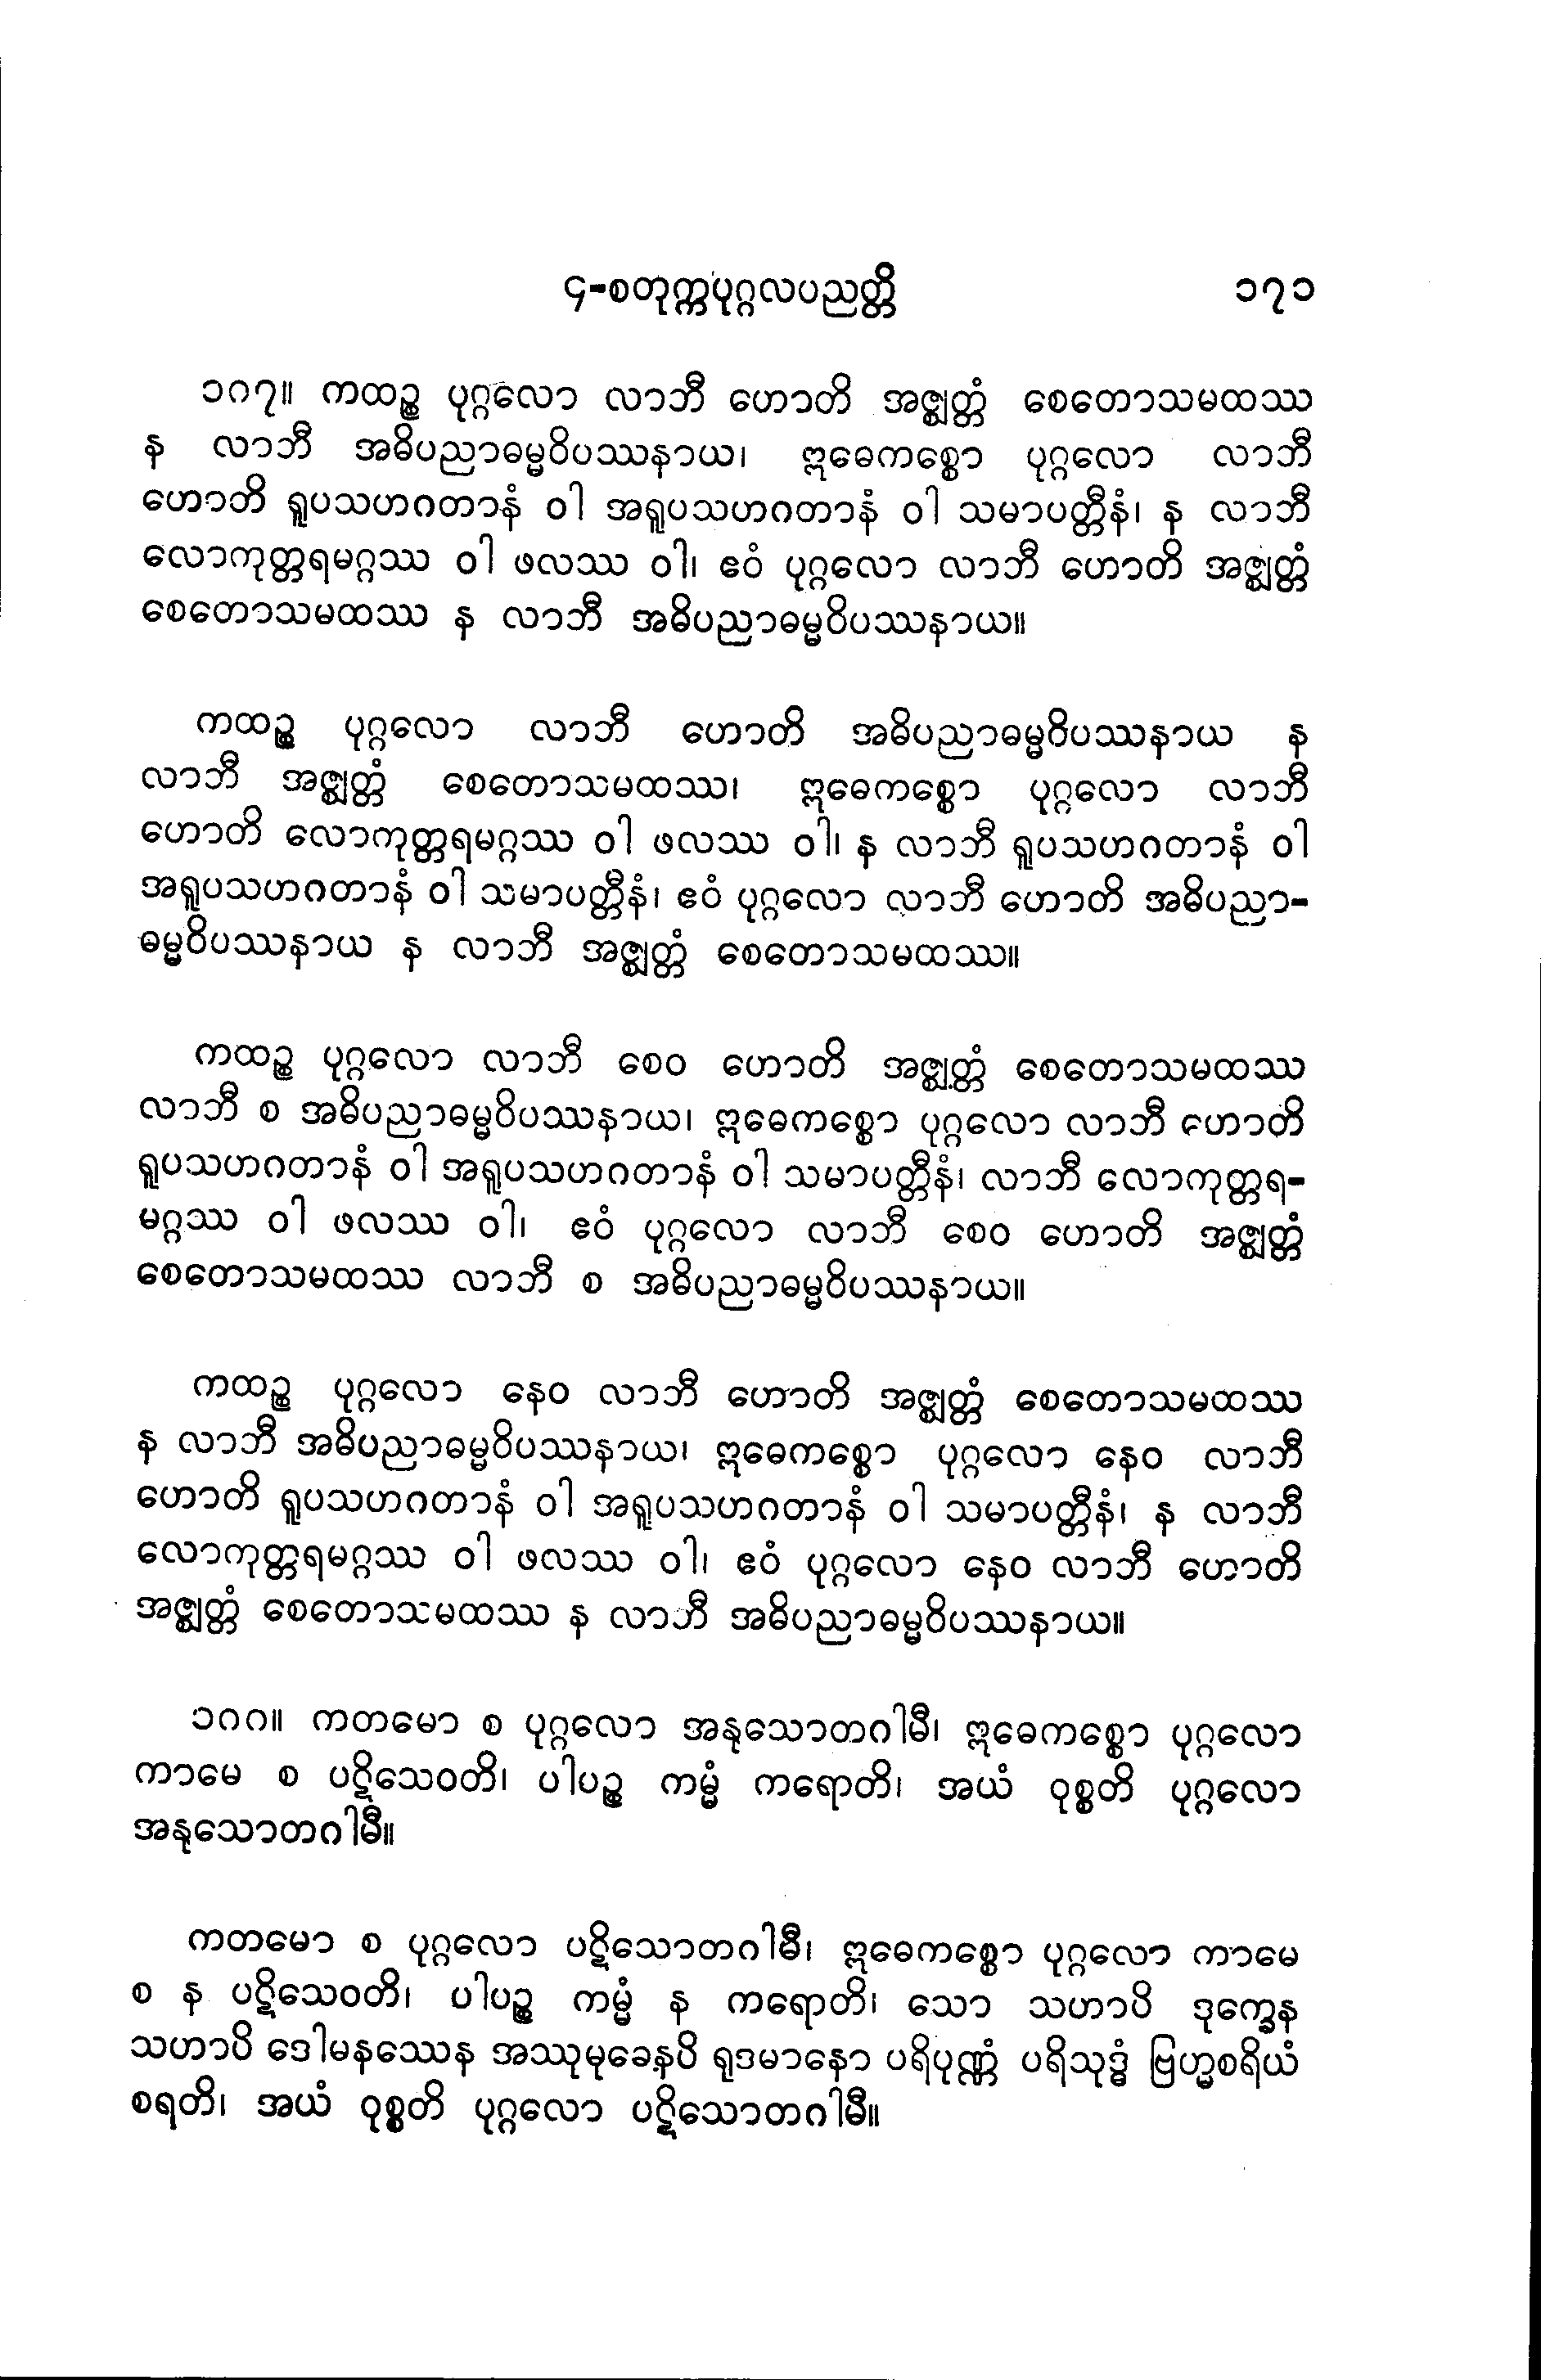 ၄-စတုက္ကပုဂ္ဂလပညတ္တိ ၁၇၁
၁၈၇။ ကထဉ္စ ပုဂ္ဂလော လာဘီ ဟောတိ အဇ္ဈတ္တံ စေတောသမထဿ
န လာဘီ အဓိပညာဓမ္မဝိပဿနာယ၊ ဣဓေကစ္စော ပုဂ္ဂလော လာဘီ
ဟောတိ ရူပသဟဂတာနံ ဝါ အရူပသဟဂတာနံ ဝါ သမာပတ္တီနံ၊ န လာဘီ
လောကုတ္တရမဂ္ဂဿ ဝါ ဖလဿ ဝါ၊ ဧဝံ ပုဂ္ဂလော လာဘီ ဟောတိ အဇ္ဈတ္တံ
စေတောသမထဿ န လာဘီ အဓိပညာဓမ္မဝိပဿနာယ။
ကထဉ္စ ပုဂ္ဂလော လာဘီ ဟောတိ အဓိပညာဓမ္မဝိပဿနာယ န
လာဘီ အဇ္ဈတ္တံ စေတောသမထဿ၊ ဣဓေကစ္စော ပုဂ္ဂလော လာဘီ
ဟောတိ လောကုတ္တရမဂ္ဂဿ ဝါ ဖလဿ ဝါ၊ န လာဘီ ရူပသဟဂတာနံ ဝါ
အရူပသဟဂတာနံ ဝါ သမာပတ္တီနံ၊ ဧဝံ ပုဂ္ဂလော လာဘီ ဟောတိ အဓိပညာ-
ဓမ္မဝိပဿနာယ န လာဘီ အဇ္ဈတ္တံ စေတောသမထဿ။
ကထဉ္စ ပုဂ္ဂလော လာဘီ စေဝ ဟောတိ အဇ္ဈတ္တံ စေတောသမထဿ
လာဘီ စ အဓိပညာဓမ္မဝိပဿနာယ၊ ဣဓေကစ္စော ပုဂ္ဂလော လာဘီ ဟောတိ
ရူပသဟဂတာနံ ဝါ အရူပသဟဂတာနံ ဝါ သမာပတ္တီနံ၊ လာဘီ လောကုတ္တရ-
မဂ္ဂဿ ဝါ ဖလဿ ဝါ၊ ဧဝံ ပုဂ္ဂလော လာဘီ စေဝ ဟောတိ အဇ္ဈတ္တံ
စေတောသမထဿ လာဘီ စ အဓိပညာဓမ္မဝိပဿနာယ။
ကထဉ္စ ပုဂ္ဂလော နေဝ လာဘီ ဟောတိ အဇ္ဈတ္တံ စေတောသမထဿ
န လာဘီ အဓိပညာဓမ္မဝိပဿနာယ၊ ဣဓေကစ္စော ပုဂ္ဂလော နေဝ လာဘီ
ဟောတိ ရူပသဟဂတာနံ ဝါ အရူပသဟဂတာနံ ဝါ သမာပတ္တီနံ၊ န လာဘီ
လောကုတ္တရမဂ္ဂဿ ဝါ ဖလဿ ဝါ၊ ဧဝံ ပုဂ္ဂလော နေဝ လာဘီ ဟောတိ
အဇ္ဈတ္တံ စေတောသမထဿ န လာဘီ အဓိပညာဓမ္မဝိပဿနာယ။
၁၈၈။ ကတမော စ ပုဂ္ဂလော အနုသောတဂါမီ၊ ဣဓေကစ္စော ပုဂ္ဂလော
ကာမေ စ ပဋိသေဝတိ၊ ပါပဉ္စ ကမ္မံ ကရောတိ၊ အယံ ဝုစ္စတိ ပုဂ္ဂလော
အနုသောတဂါမီ။
ကတမော စ ပုဂ္ဂလော ပဋိသောတဂါမီ၊ ဣဓေကစ္စော ပုဂ္ဂလော ကာမေ
စ န ပဋိသေဝတိ၊ ပါပဉ္စ ကမ္မံ န ကရောတိ၊ သော သဟာပိ ဒုက္ခေန
သဟာပိ ဒေါမနဿေန အဿုမုခေနပိ ရုဒမာနော ပရိပုဏ္ဏံ ပရိသုဒ္ဓံ ဗြဟ္မစရိယံ
စရတိ၊ အယံ ဝုစ္စတိ ပုဂ္ဂလော ပဋိသောတဂါမီ။